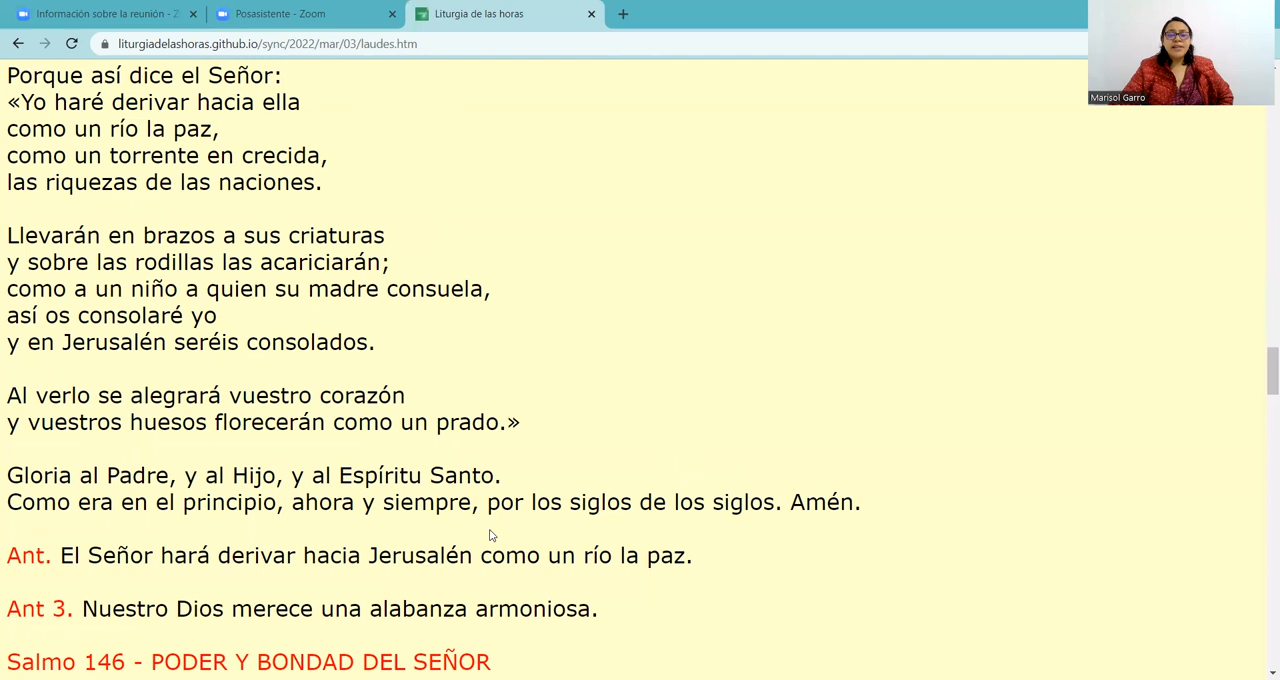 Información sobre la reunión - Z
Posasistente - Zoom
Liturgia de las horas
liturgiadelashoras.github.io/sync/2022/mar/03/laudes.htm
Marisol Garro
Porque así dice el Señor:
«Yo haré derivar hacia ella
como un río la paz,
como un torrente en crecida,
las riquezas de las naciones.
Llevarán en brazos a sus criaturas
y sobre las rodillas las acariciarán;
como a un niño a quien su madre consuela,
así os consolaré yo
y en Jerusalén seréis consolados.
Al verlo se alegrará vuestro corazón
y vuestros huesos florecerán como un prado.»
Gloria al Padre, y al Hijo, y al Espíritu Santo.
Como era en el principio, ahora y siempre, por los siglos de los siglos. Amén.
Ant. El Señor hará derivar hacia Jerusalén como un río la paz.
Ant 3. Nuestro Dios merece una alabanza armoniosa.
Salmo 146 - PODER Y BONDAD DEL SEÑOR